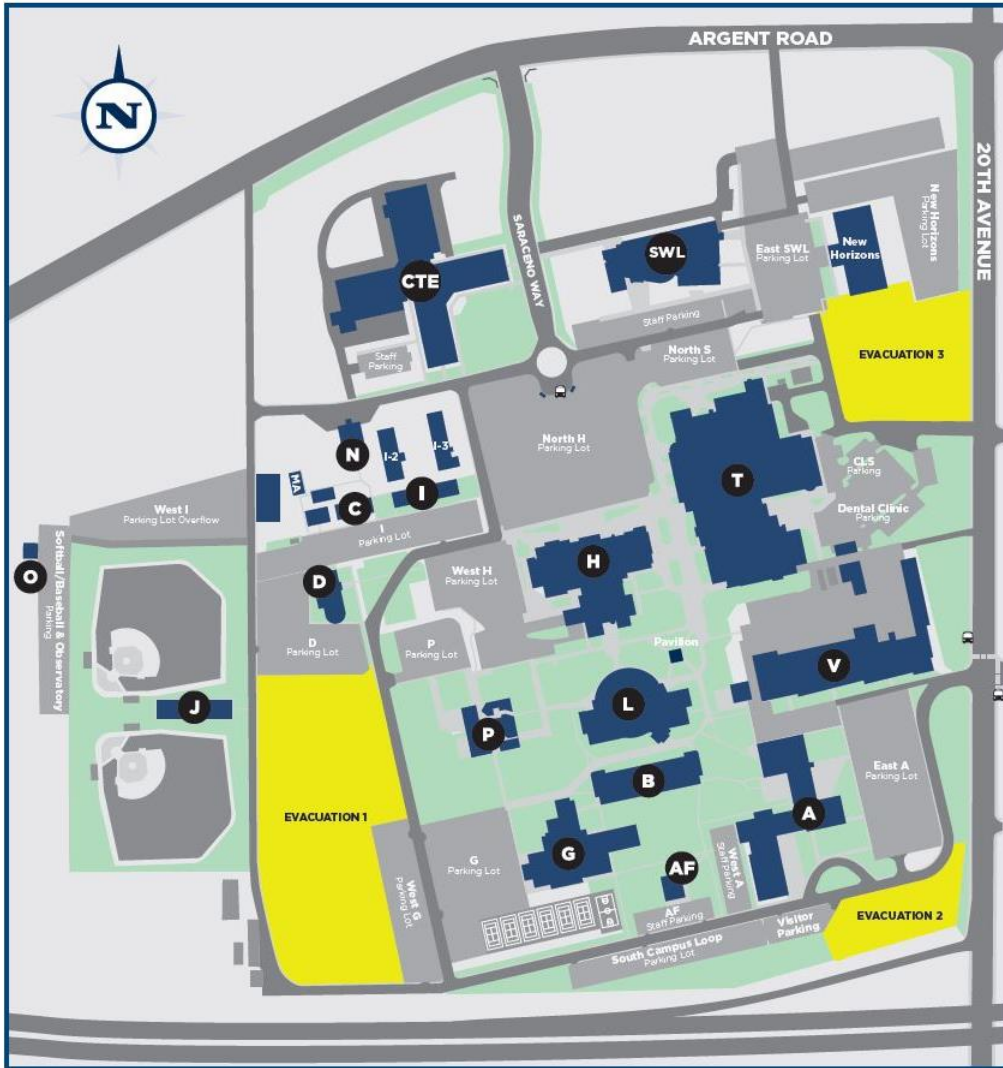 ARGENT ROAD
N
20TH AVENUE
SARACENO WAY
New Horizons
Parking Lot
SWL
East SWL
Parking Lot
New
Horizons
CTE
Staff Parking
Staff
Parking
North S
Parking Lot
EVACUATION 3
North H
Parking Lot
N
I-2
I-3
MA
C
I
I
Parking Lot
T
CLS
Parking
Dental Clinic
Parking
West I
Parking Lot Overflow
O
Softball/Baseball & Observatory
Parking
D
D
Parking Lot
West H
Parking Lot
H
P
Parking Lot
Pavilion
V
J
P
L
B
East A
Parking Lot
A
EVACUATION 1
G
Parking Lot
West G
Parking Lot
G
AF
West A
Staff Parking
AF
Staff Parking
Visitor
Parking
EVACUATION 2
South Campus Loop
Parking Lot